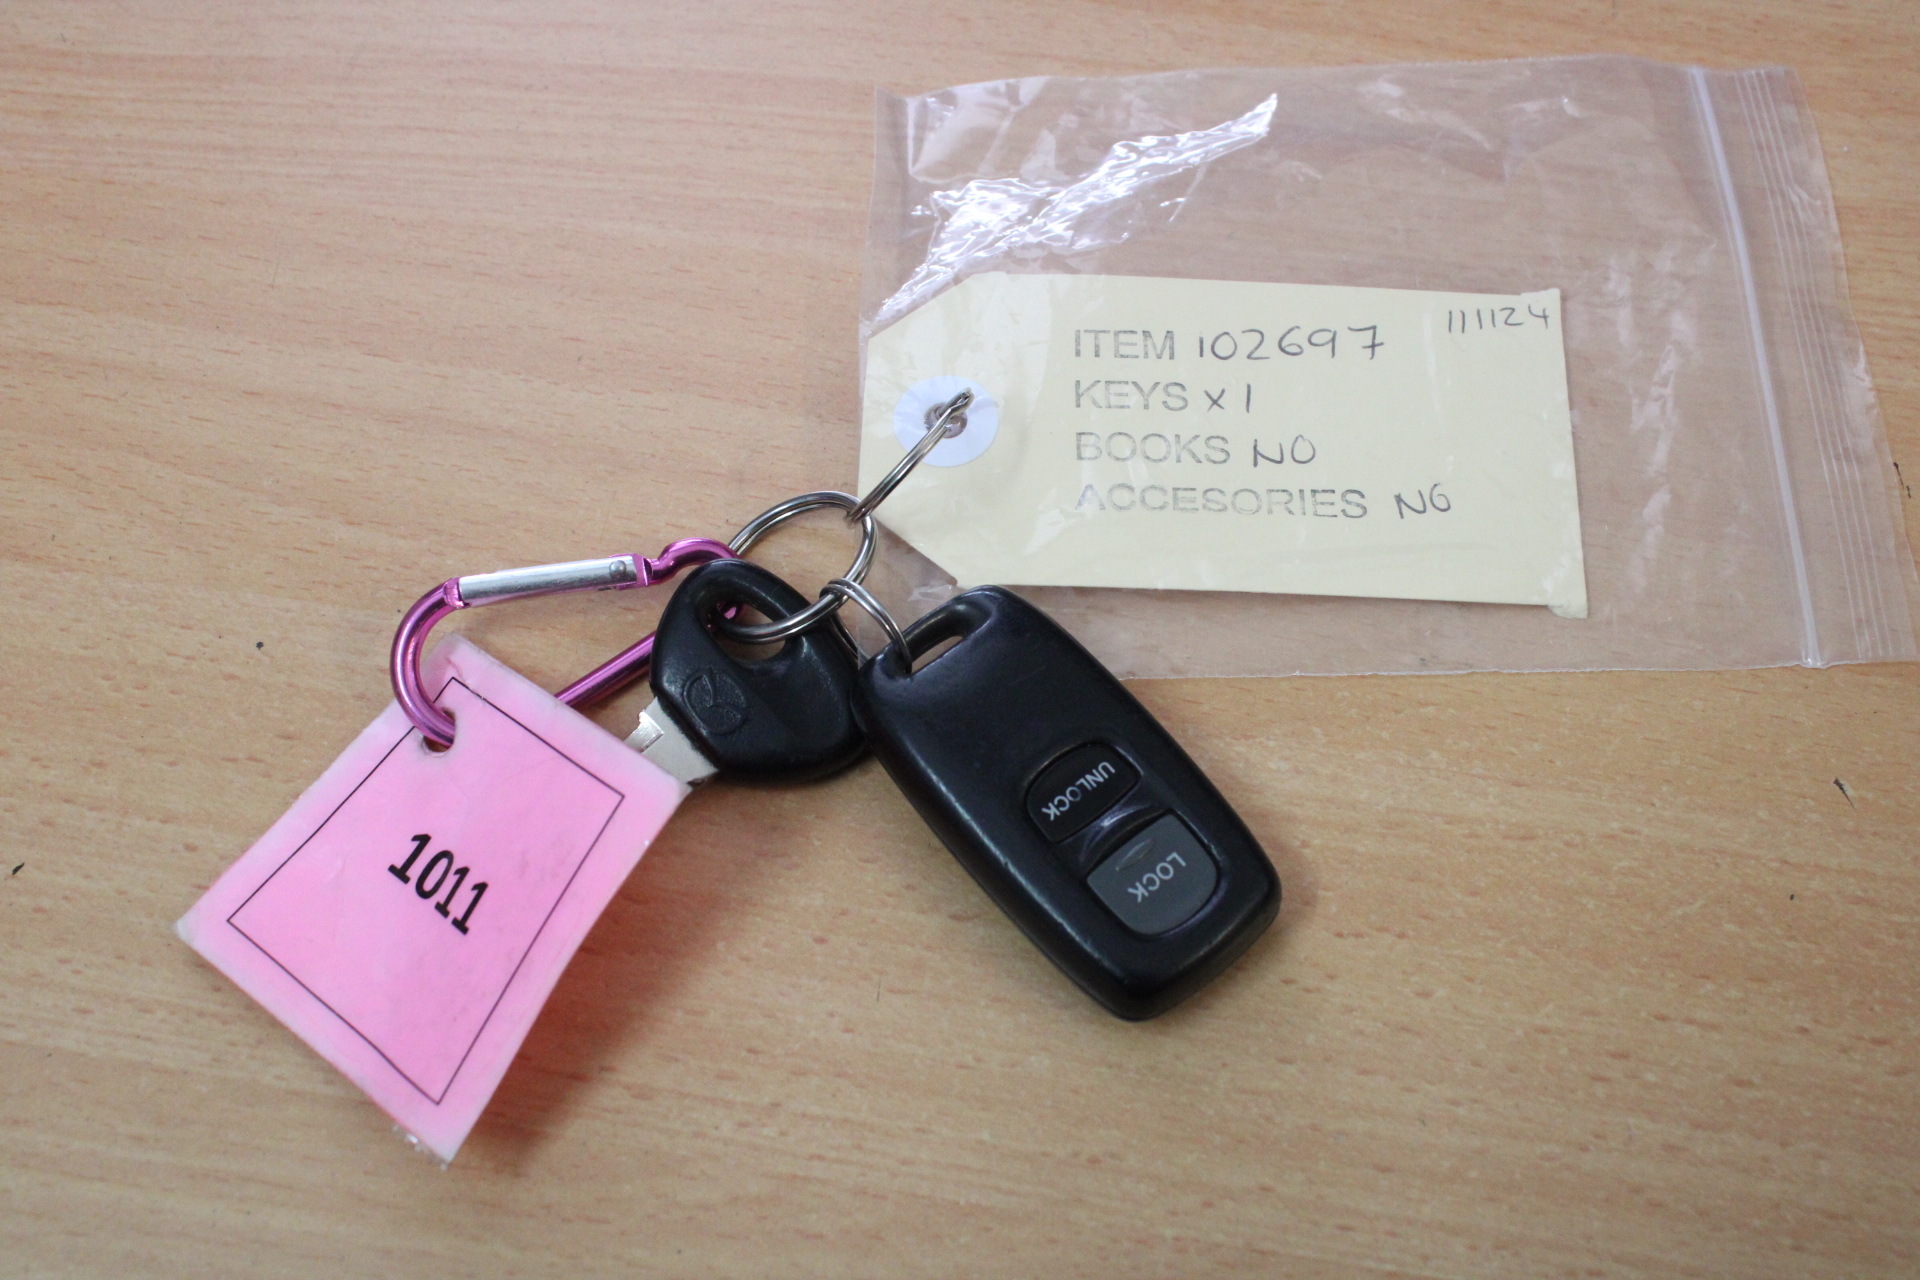 ITEM 102697
111124
KEYS x 1
BOOKS NO
ACCESORIES NO
UNLOCK
LOCK
1011